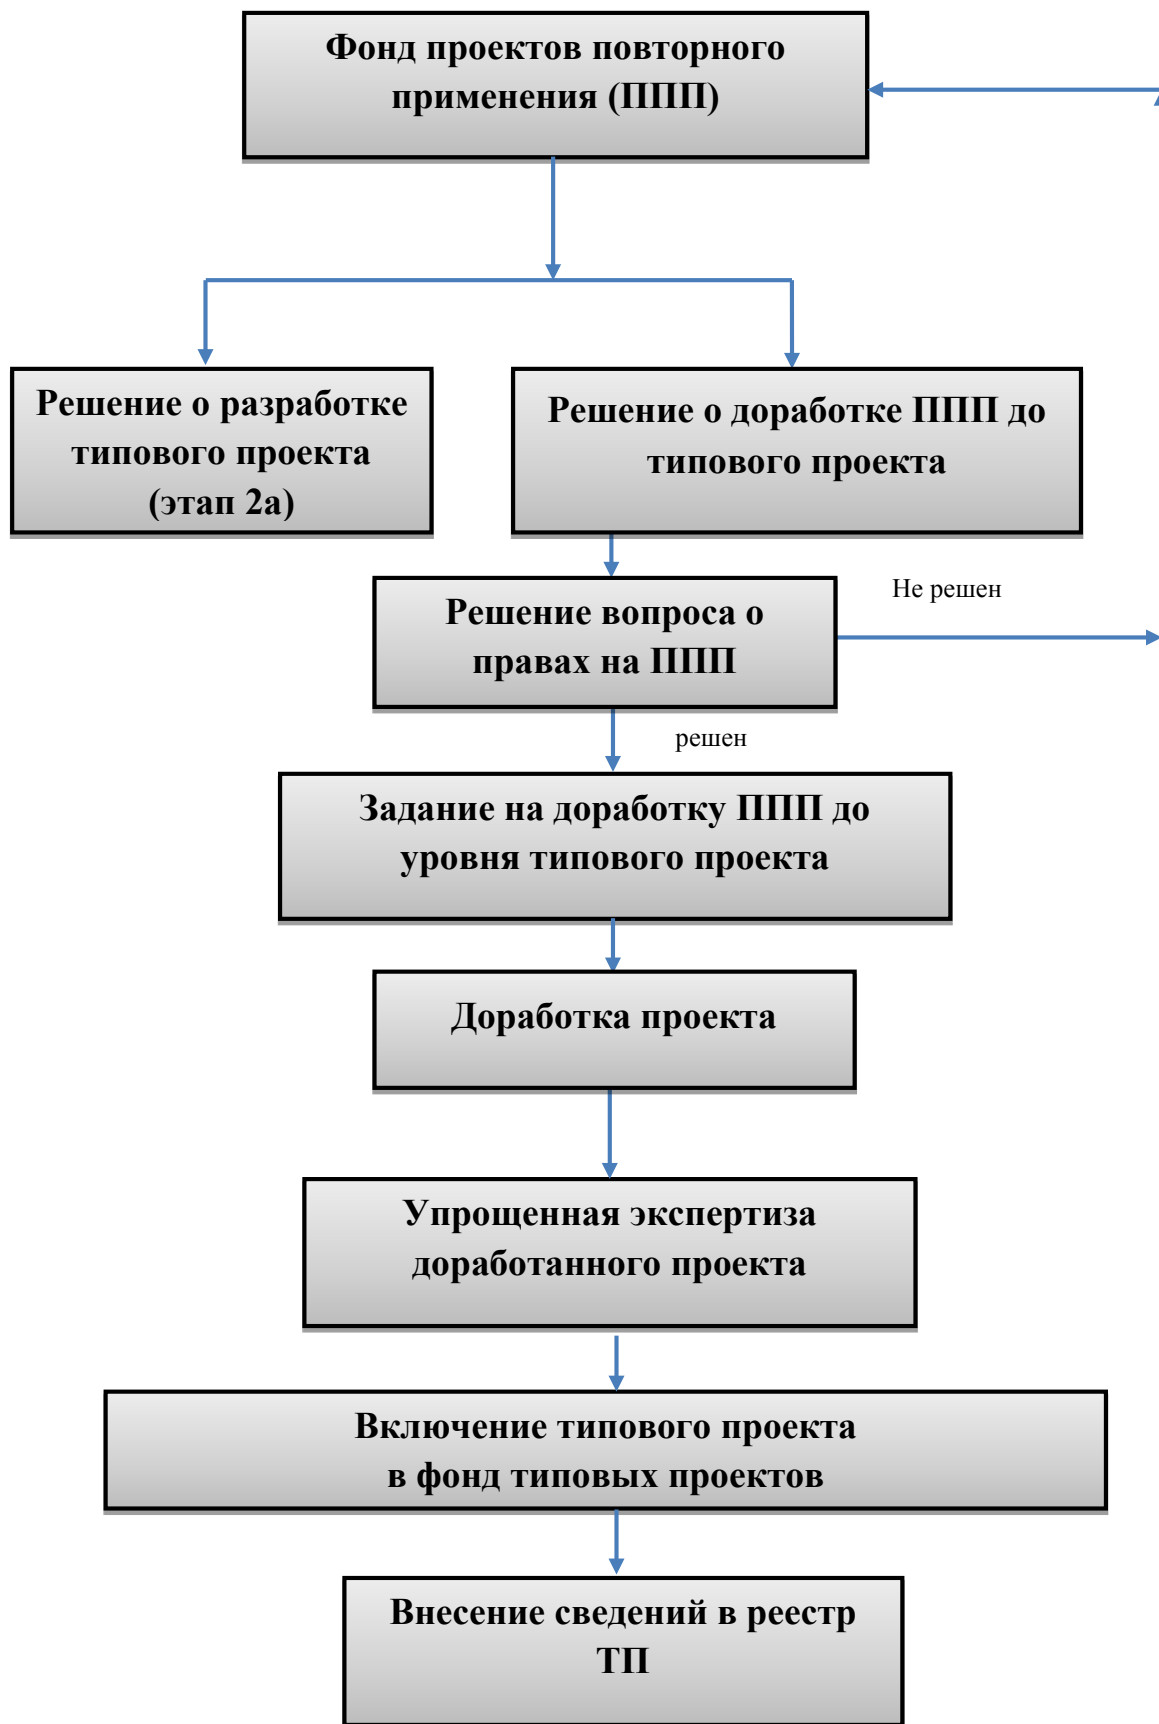 Фонд проектов повторного
применения (ППП)
Решение о разработке
типового проекта
(этап 2а)
Решение о доработке ППП до
типового проекта
Решение вопроса о
правах на ППП
Не решен
решен
Задание на доработку ППП до
уровня типового проекта
Доработка проекта
Упрощенная экспертиза
доработанного проекта
Включение типового проекта
в фонд типовых проектов
Внесение сведений в реестр
ТП